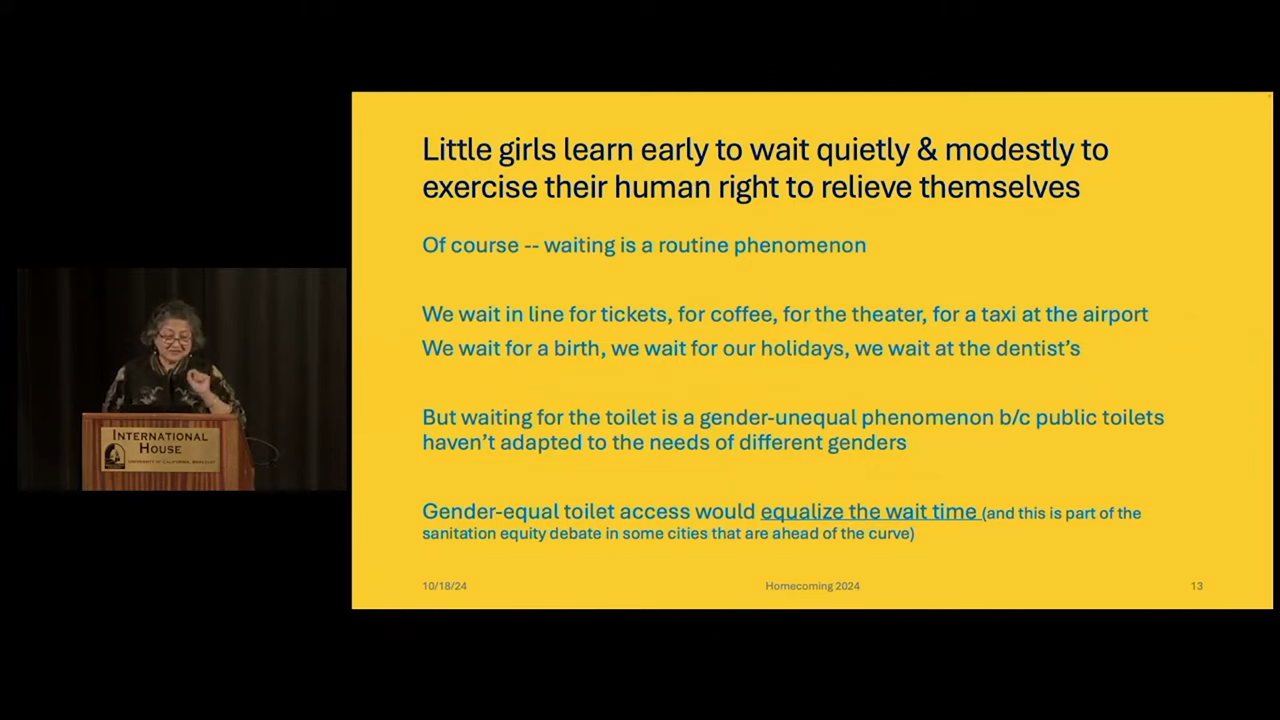 Little girls learn early to wait quietly & modestly to
exercise their human right to relieve themselves
Of course -- waiting is a routine phenomenon
We wait in line for tickets, for coffee, for the theater, for a taxi at the airport
We wait for a birth, we wait for our holidays, we wait at the dentist’s
But waiting for the toilet is a gender-unequal phenomenon b/c public toilets
haven’t adapted to the needs of different genders
Gender-equal toilet access would equalize the wait time (and this is part of the
sanitation equity debate in some cities that are ahead of the curve)
10/18/24
Homecoming 2024
13
INTERNATIONAL
HOUSE
UNIVERSITY OF CALIFORNIA, BERKELEY